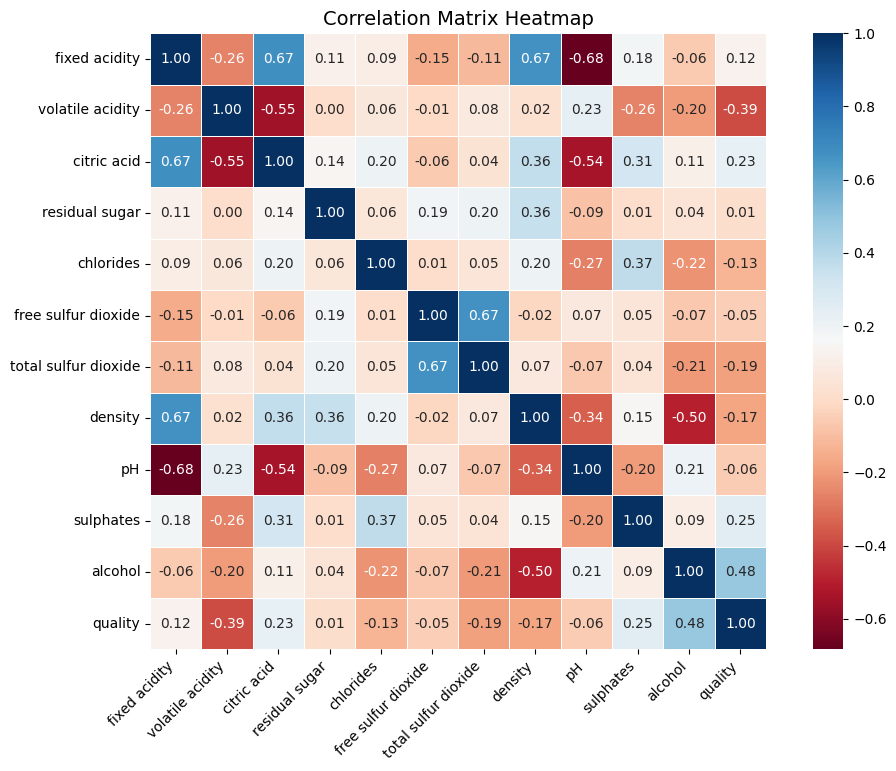 Correlation Matrix Heatmap
fixed acidity 1.00 -0.26 0.67 0.11 0.09 -0.15 -0.11 0.67 -0.68 0.18 -0.06 0.12
volatile acidity -0.26 1.00 -0.55 0.00 0.06 -0.01 0.08 0.02 0.23 -0.26 -0.20 -0.39
citric acid 0.67 -0.55 1.00 0.14 0.20 -0.06 0.04 0.36 -0.54 0.31 0.11 0.23
residual sugar 0.11 0.00 0.14 1.00 0.06 0.19 0.20 0.36 -0.09 0.01 0.04 0.01
chlorides 0.09 0.06 0.20 0.06 1.00 0.01 0.05 0.20 -0.27 0.37 -0.22 -0.13
free sulfur dioxide -0.15 -0.01 -0.06 0.19 0.01 1.00 0.67 -0.02 0.07 0.05 -0.07 -0.05
total sulfur dioxide -0.11 0.08 0.04 0.20 0.05 0.67 1.00 0.07 -0.07 0.04 -0.21 -0.19
density 0.67 0.02 0.36 0.36 0.20 -0.02 0.07 1.00 -0.34 0.15 -0.50 -0.17
pH -0.68 0.23 -0.54 -0.09 -0.27 0.07 -0.07 -0.34 1.00 -0.20 0.21 -0.06
sulphates 0.18 -0.26 0.31 0.01 0.37 0.05 0.04 0.15 -0.20 1.00 0.09 0.25
alcohol -0.06 -0.20 0.11 0.04 -0.22 -0.07 -0.21 -0.50 0.21 0.09 1.00 0.48
quality 0.12 -0.39 0.23 0.01 -0.13 -0.05 -0.19 -0.17 -0.06 0.25 0.48 1.00
fixed acidity
volatile acidity
citric acid
residual sugar
chlorides
free sulfur dioxide
total sulfur dioxide
density
pH
sulphates
alcohol
quality
1.0
0.8
0.6
0.4
0.2
0.0
−0.2
−0.4
−0.6